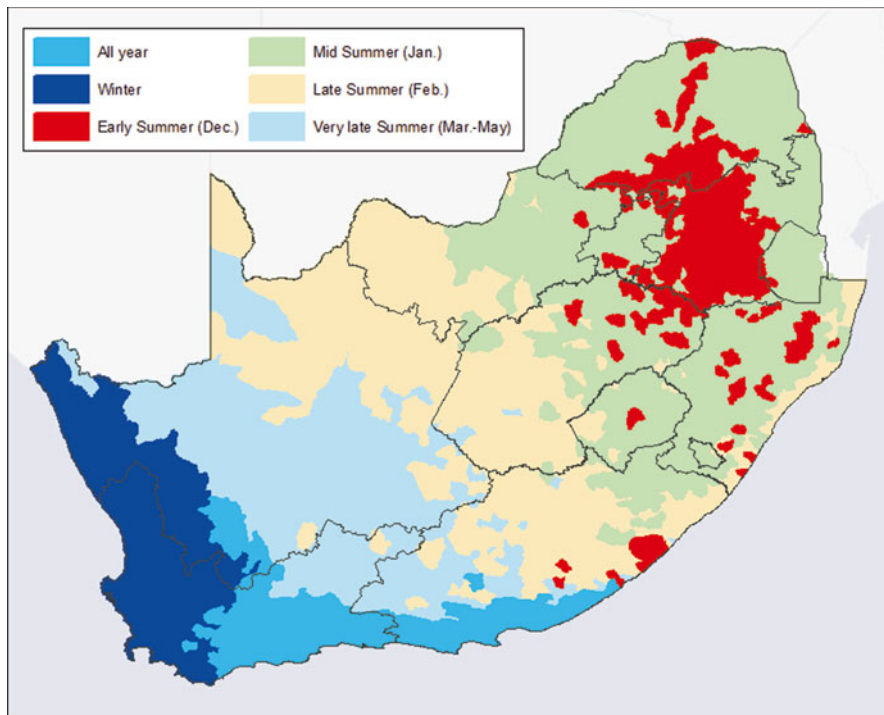 All year
Mid Summer (Jan.)
Winter
Late Summer (Feb.)
Early Summer (Dec.)
Very late Summer (Mar.-May)